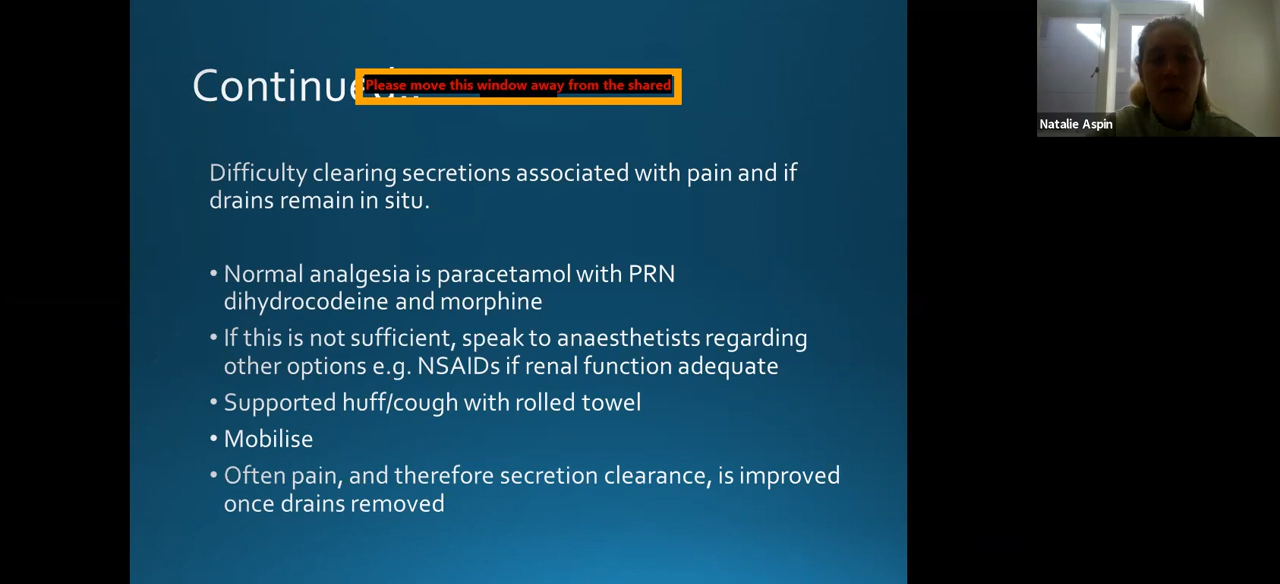 Continued...
Please move this window away from the shared
Natalie Aspin
Difficulty clearing secretions associated with pain and if
drains remain in situ.
• Normal analgesia is paracetamol with PRN
dihydrocodeine and morphine
• If this is not sufficient, speak to anaesthetists regarding
other options e.g. NSAIDs if renal function adequate
• Supported huff/cough with rolled towel
• Mobilise
• Often pain, and therefore secretion clearance, is improved
once drains removed